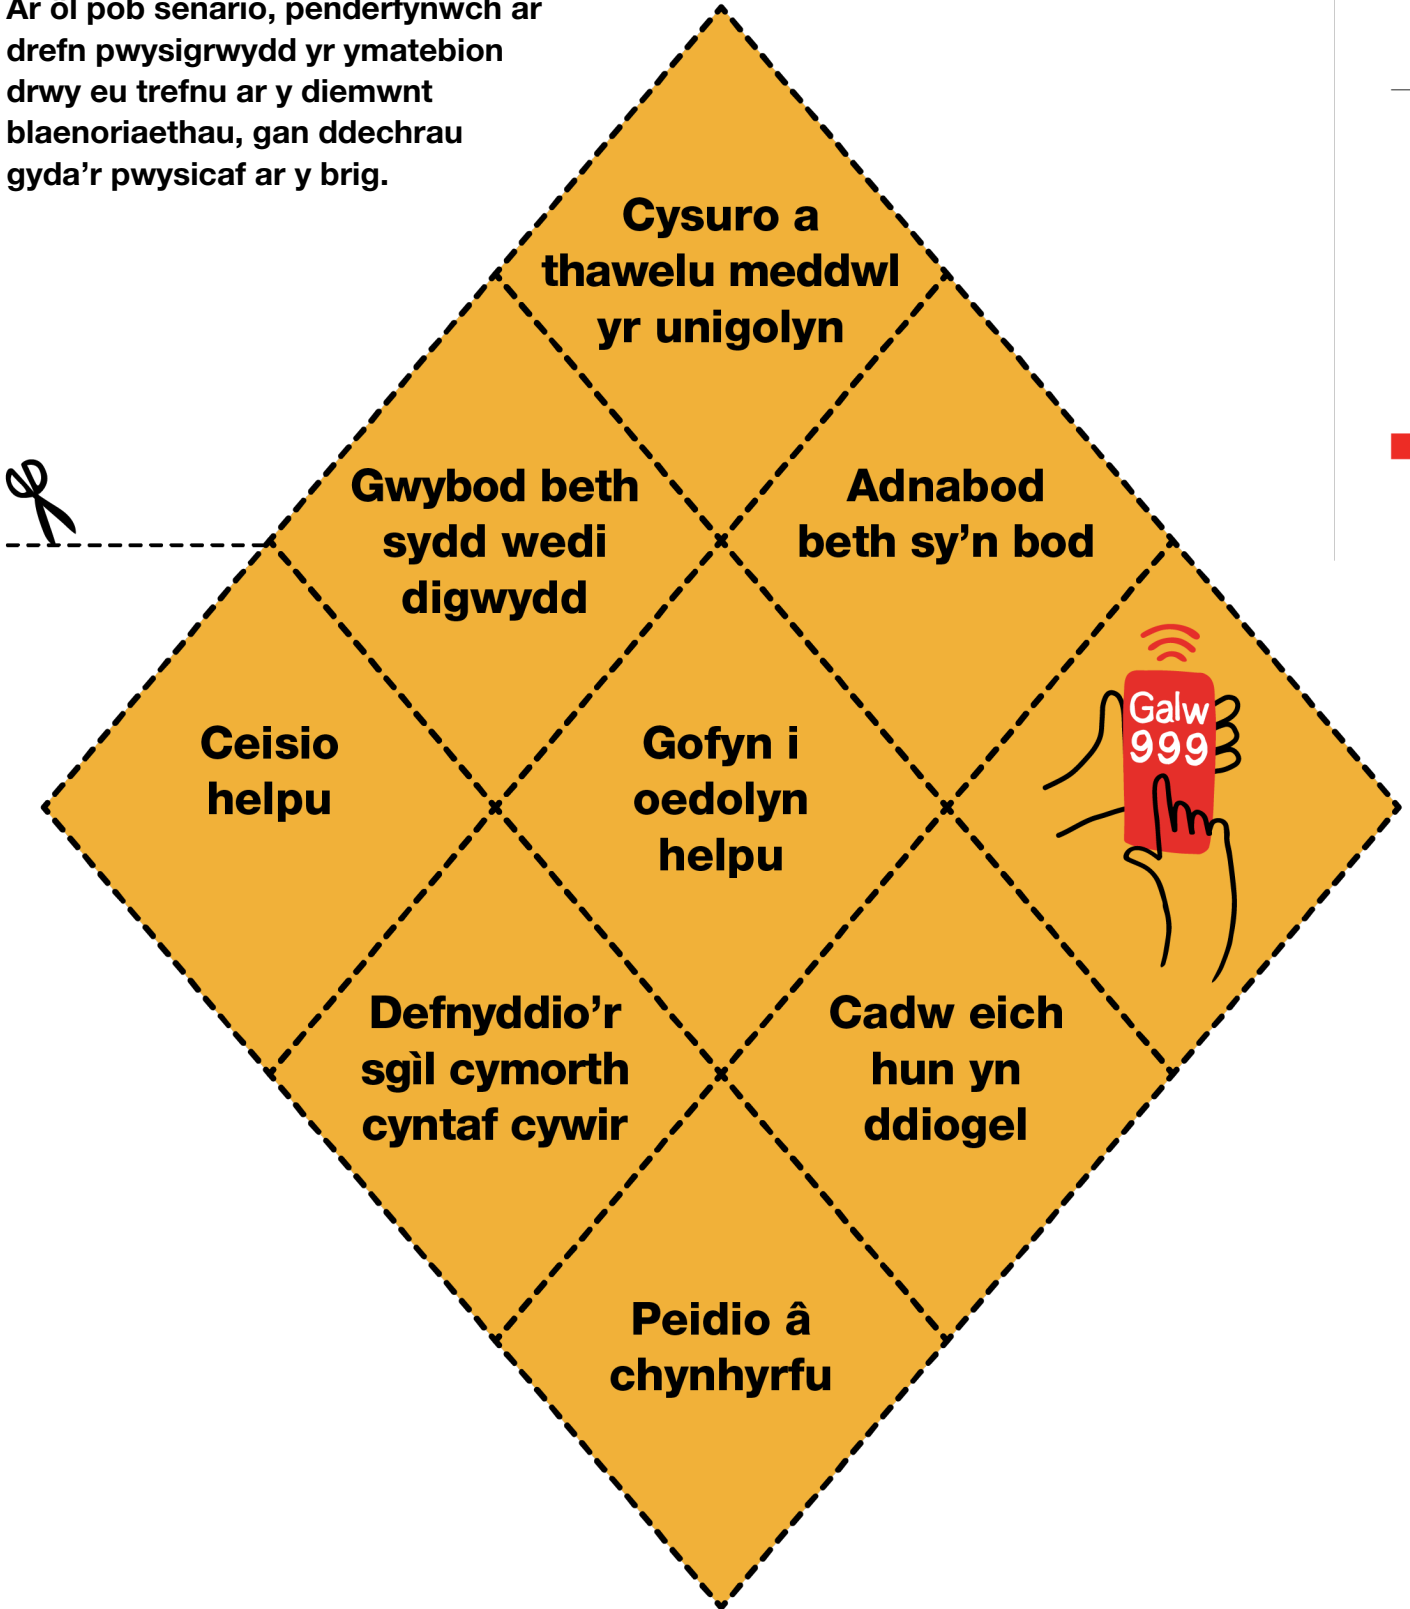 Ar ôl pob senario, penderfynwch ar
drefn pwysigrwydd yr ymatebion
drwy eu trefnu ar y diemwnt
blaenoriaethau, gan ddechrau
gyda'r pwysicaf ar y brig.
Cysuro a
thawelu meddwl
yr unigolyn
Gwybod beth
sydd wedi
digwydd
Adnabod
beth sy'n bod
Ceisio
helpu
Gofyn i
oedolyn
helpu
Galw
999
Defnyddio'r
sgìl cymorth
cyntaf cywir
Cadw eich
hun yn
ddiogel
Peidio â
chynhyrfu